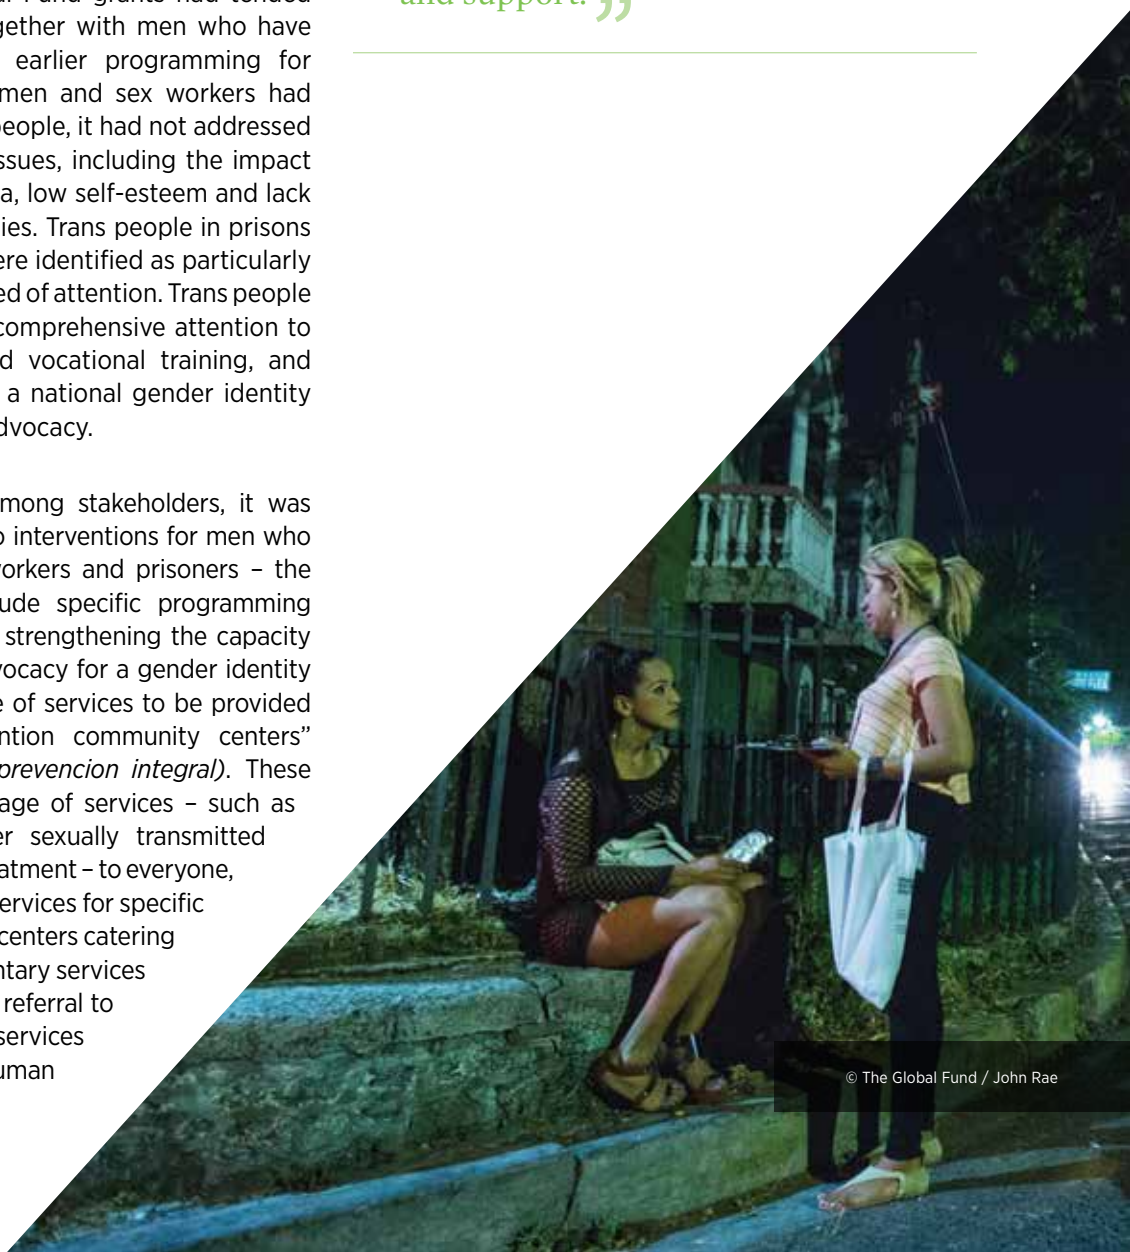 gether with men who have
earlier programming for
men and sex workers had
people, it had not addressed
ssues, including the impact
a, low self-esteem and lack
ies. Trans people in prisons
ere identified as particularly
ed of attention. Trans people
comprehensive attention to
d vocational training, and
a national gender identity
dvocacy.
mong stakeholders, it was
o interventions for men who
vorkers and prisoners – the
ude specific programming
strengthening the capacity
vocacy for a gender identity
e of services to be provided
ntion community centers”
prevencion integral). These
age of services – such as
er sexually transmitted
atment – to everyone,
ervices for specific
centers catering
ntary services
referral to
services
uman
and support.”
© The Global Fund / John Rae